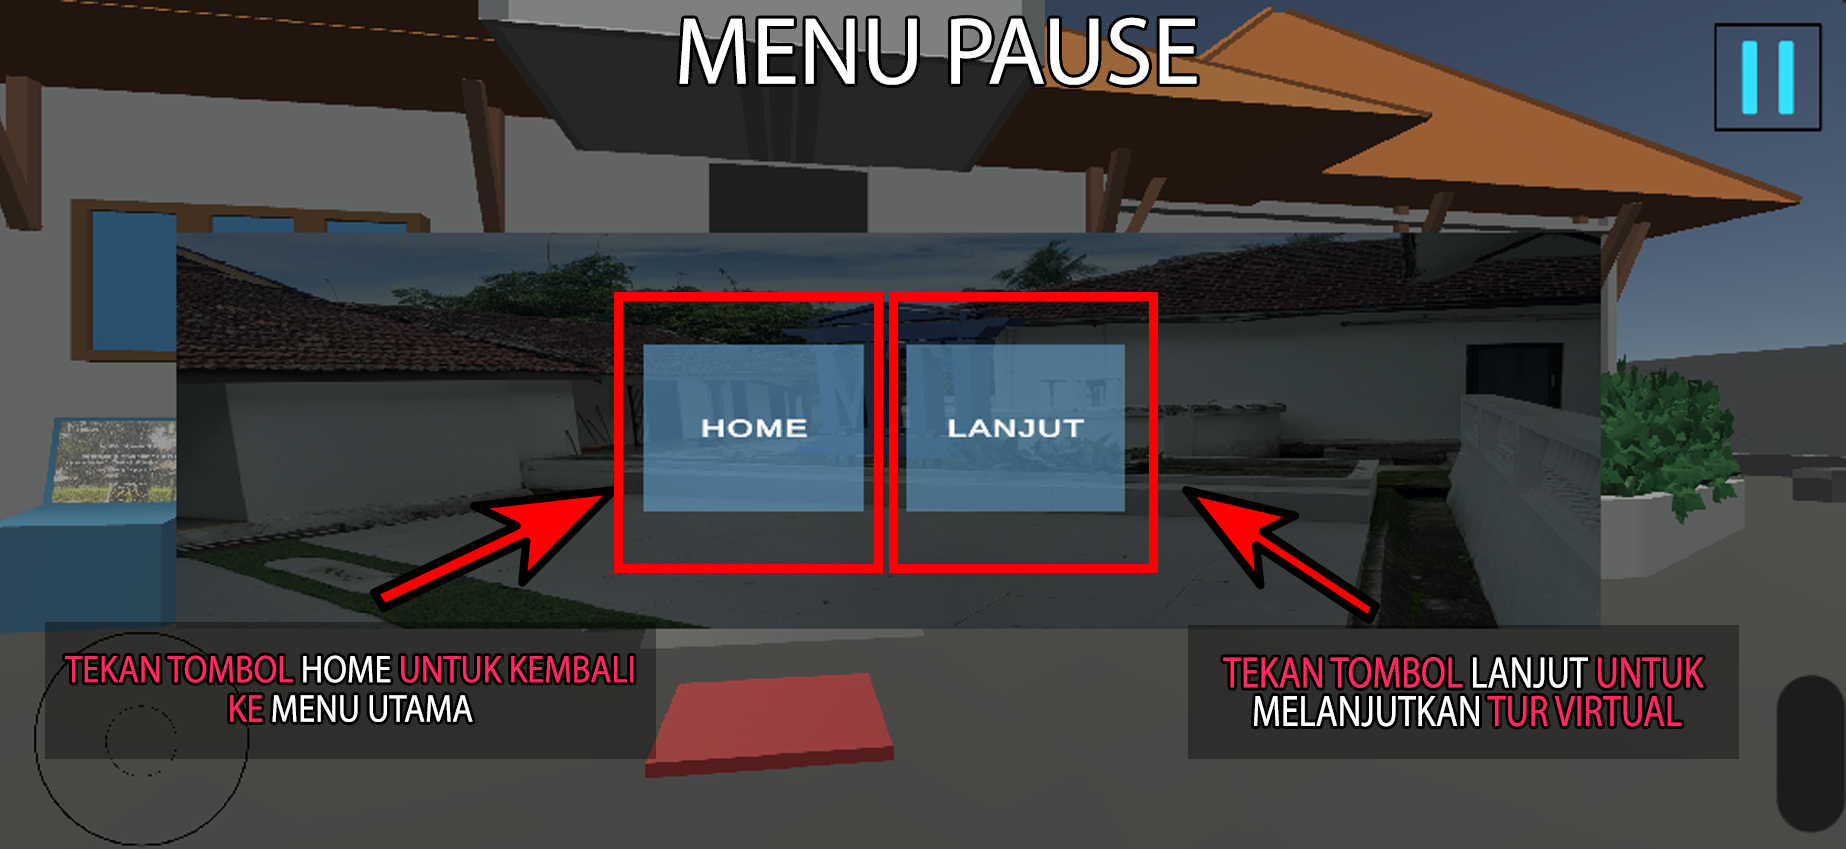 MENU PAUSE
HOME
LANJUT
TEKAN TOMBOL HOME UNTUK KEMBALI
KE MENU UTAMA
TEKAN TOMBOL LANJUT UNTUK
MELANJUTKAN TUR VIRTUAL